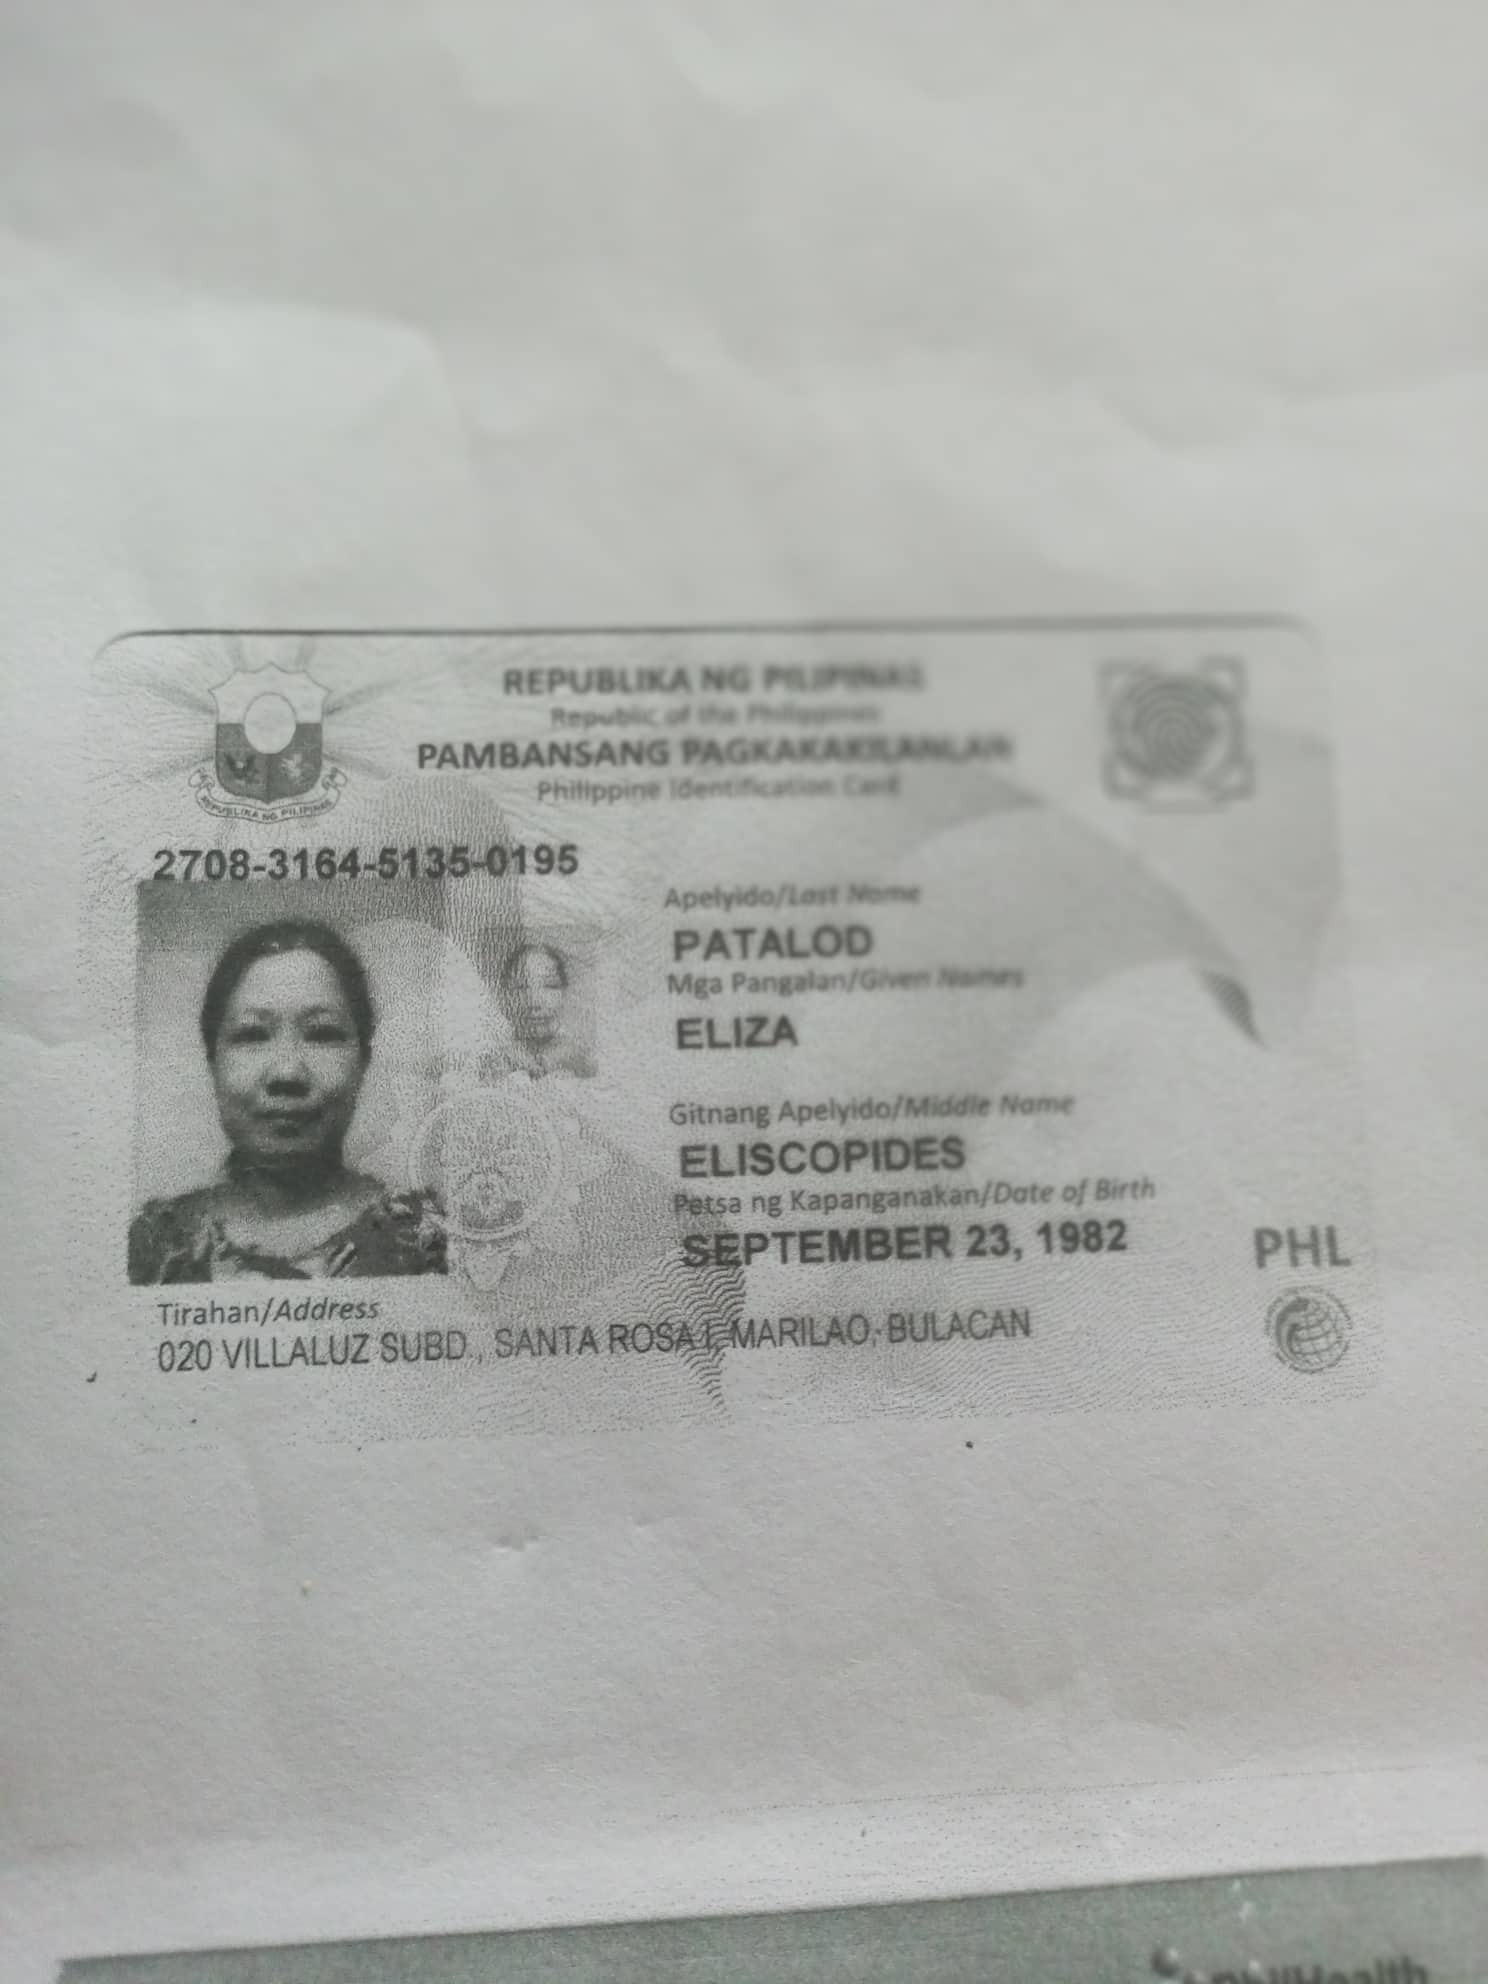 REPUBLIKA NG PILIPINAS
Republic of the Philippines
PAMBANSANG PAGKAKAKILANLAN
Philippine Identification Card
REPUBLIKA NG PILIPINAS
2708-3164-5135-0195
Apelyido/Last Name
PATALOD
Mga Pangalan/Given Names
ELIZA
Gitnang Apelyido/Middle Name
ELISCOPIDES
Petsa ng Kapanganakan/Date of Birth
SEPTEMBER 23, 1982
PHL
Tirahan/Address
020 VILLALUZ SUBD., SANTA ROSA I, MARILAO, BULACAN
PhilHealth